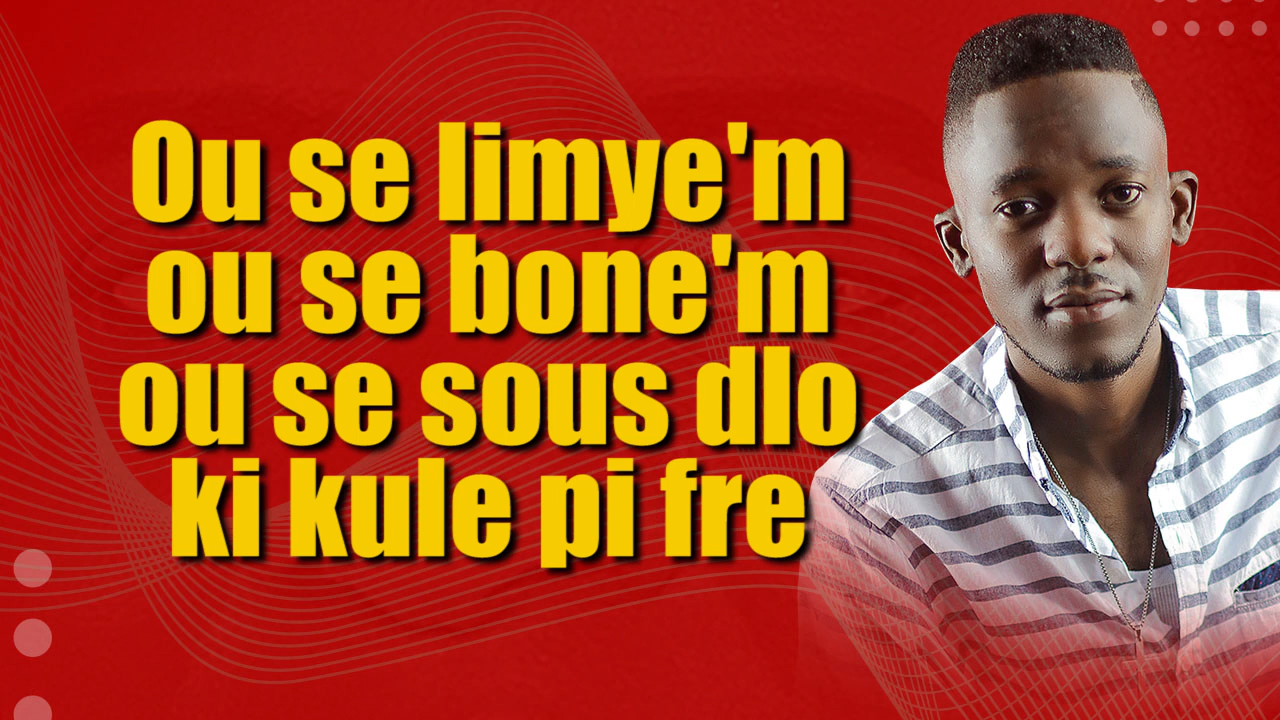 Ou se limye'm
ou se bone'm
ou se sous dlo
ki kule pi fre